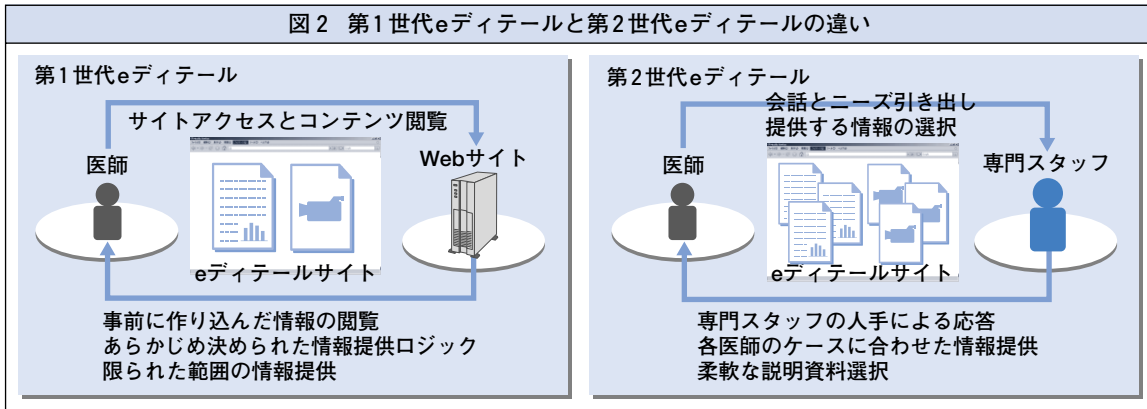 図2 第1世代eディテールと第2世代eディテールの違い
第1世代eディテール
サイトアクセスとコンテンツ閲覧
医師
Webサイト
eディテールサイト
事前に作り込んだ情報の閲覧
あらかじめ決められた情報提供ロジック
限られた範囲の情報提供
第2世代eディテール
会話とニーズ引き出し
提供する情報の選択
医師
専門スタッフ
eディテールサイト
専門スタッフの人手による応答
各医師のケースに合わせた情報提供
柔軟な説明資料選択